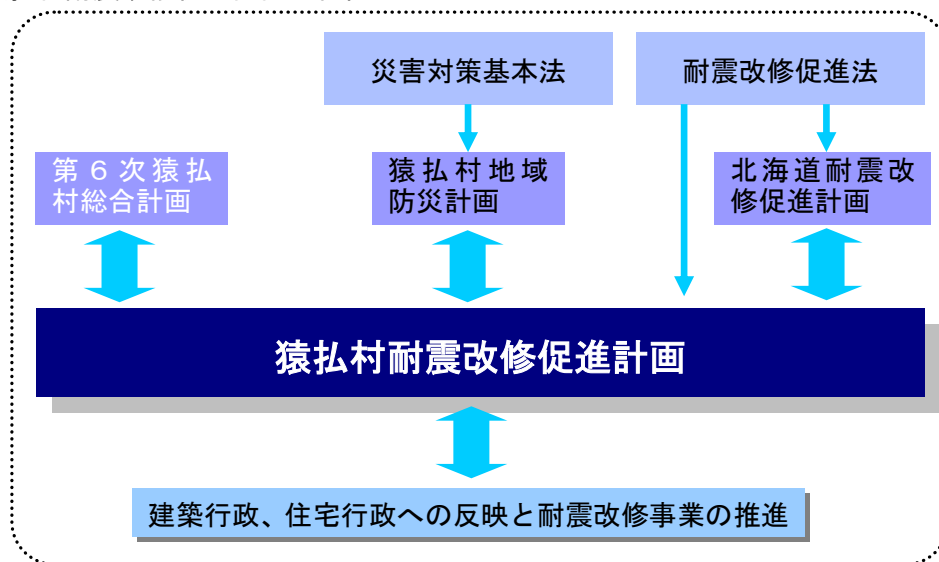 災害対策基本法
耐震改修促進法
第６次猿払
村総合計画
猿払村地域
防災計画
北海道耐震改
修促進計画
猿払村耐震改修促進計画
建築行政、住宅行政への反映と耐震改修事業の推進